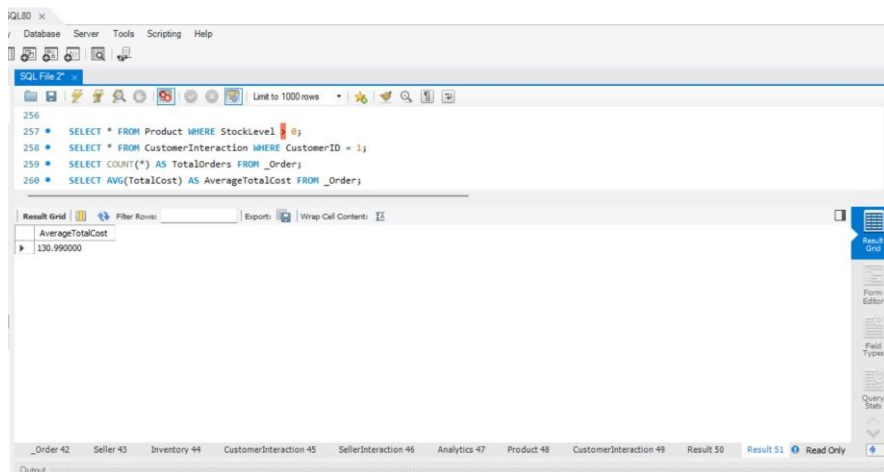 SQL80 ×
Database Server Tools Scripting Help
SQL File 2* ×
Limit to 1000 rows
256
257 SELECT * FROM Product WHERE StockLevel > 0;
258 SELECT * FROM CustomerInteraction WHERE CustomerID = 1;
259 SELECT COUNT(*) AS TotalOrders FROM _Order;
260 SELECT AVG(TotalCost) AS AverageTotalCost FROM _Order;
Result Grid Filter Rows: Export: Wrap Cell Content:
AverageTotalCost
130.990000
Result Grid
Form Editor
Field Types
Query Stats
_Order 42 Seller 43 Inventory 44 CustomerInteraction 45 SellerInteraction 46 Analytics 47 Product 48 CustomerInteraction 49 Result 50 Result 51 Read Only
Output